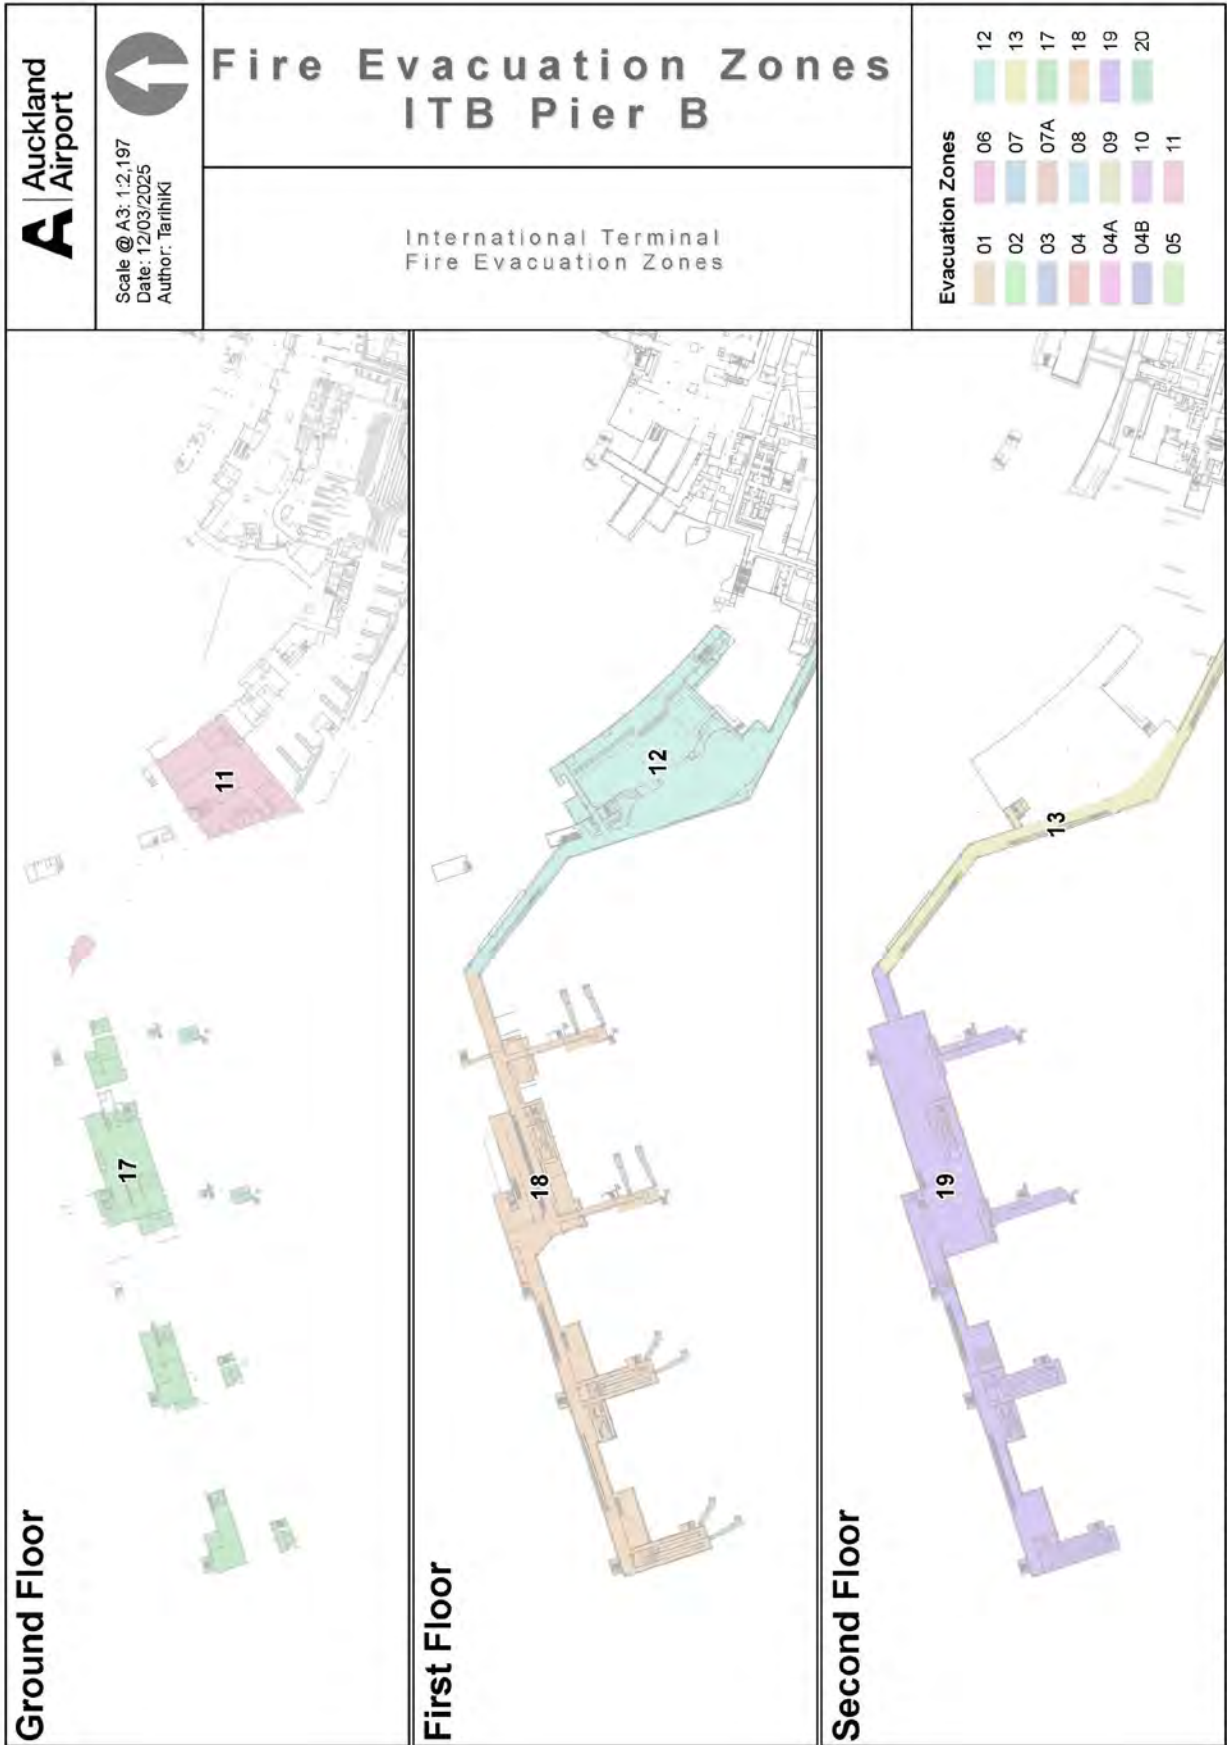 Auckland
Airport
Scale @ A3: 1:2,197
Date: 12/03/2025
Author: TarihiKi
Fire Evacuation Zones
ITB Pier B
International Terminal
Fire Evacuation Zones
Evacuation Zones
01
02
03
04
04A
04B
05
06
07
07A
08
09
10
11
12
13
17
18
19
20
Ground Floor
11
17
First Floor
12
18
Second Floor
13
19